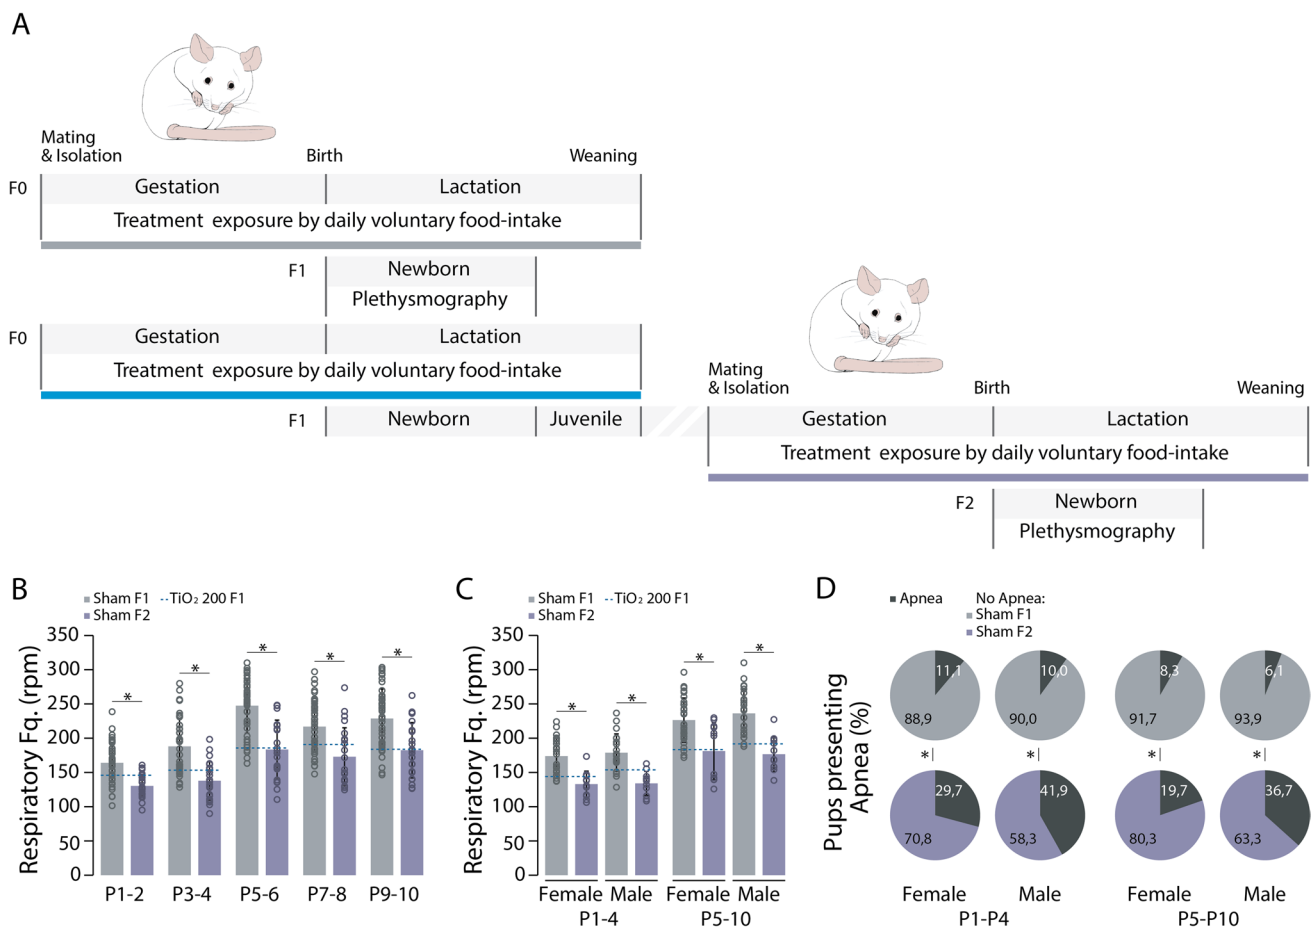 A
Mating
& Isolation
Birth
Weaning
F0
Gestation
Lactation
Treatment exposure by daily voluntary food-intake
F1
Newborn
Plethysmography
F0
Gestation
Lactation
Treatment exposure by daily voluntary food-intake
F1
Newborn
Juvenile
Mating
& Isolation
Birth
Weaning
Gestation
Lactation
Treatment exposure by daily voluntary food-intake
F2
Newborn
Plethysmography
B
Sham F1
TiO₂ 200 F1
Sham F2
Respiratory Fq. (rpm)
350
300
250
200
150
100
50
0
*
*
*
*
*
P1-2
P3-4
P5-6
P7-8
P9-10
C
Sham F1
TiO₂ 200 F1
Sham F2
Respiratory Fq. (rpm)
350
300
250
200
150
100
50
0
*
*
*
*
Female
Male
Female
Male
P1-4
P5-10
D
Apnea
No Apnea:
Sham F1
Sham F2
Pups presenting
Apnea (%)
11,1
88,9
10,0
90,0
8,3
91,7
6,1
93,9
*
*
*
*
29,7
70,8
41,9
58,3
19,7
80,3
36,7
63,3
Female
Male
Female
Male
P1-P4
P5-P10